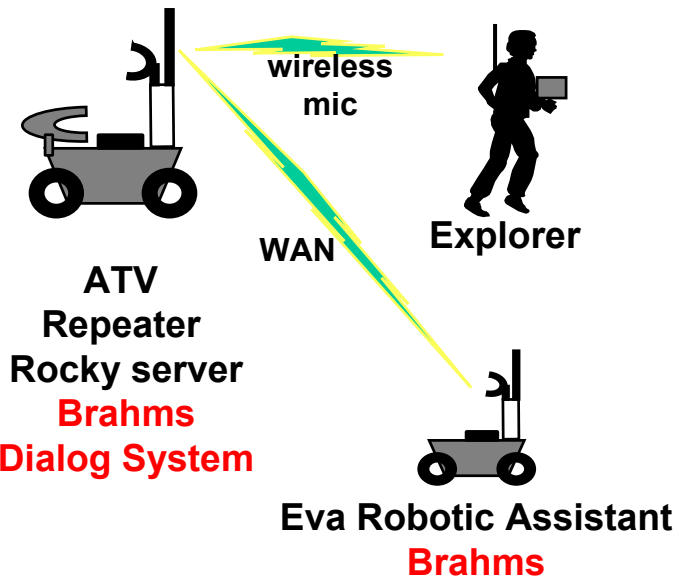 wireless
mic
Explorer
WAN
ATV
Repeater
Rocky server
Brahms
Dialog System
Eva Robotic Assistant
Brahms